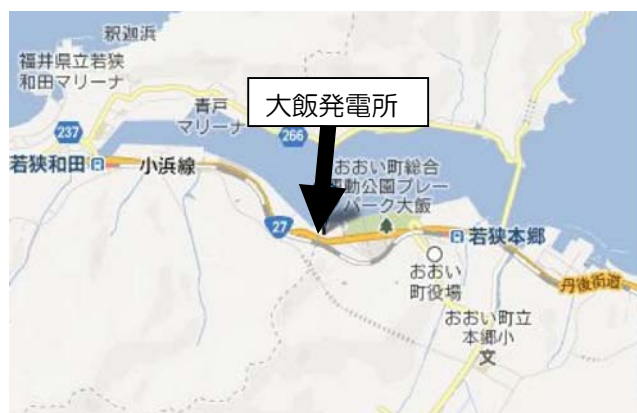 釈迦浜
福井県立若狭
和田マリーナ
大飯発電所
青戸
マリーナ
237
266
若狭和田
小浜線
おおい町総合
運動公園プレー
パーク大飯
27
若狭本郷
おおい
町役場
丹後街道
おおい町立
本郷小
文